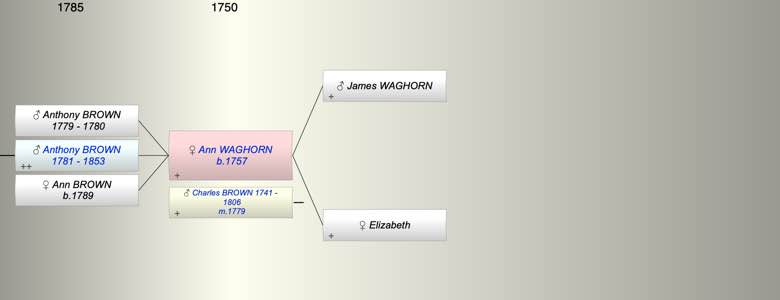 1785
1750
♂ Anthony BROWN
1779 - 1780
♂ Anthony BROWN
1781 - 1853
++
♀ Ann BROWN
b.1789
♀ Ann WAGHORN
b.1757
+
♂ Charles BROWN 1741 -
1806
m.1779
+
♂ James WAGHORN
+
♀ Elizabeth
+